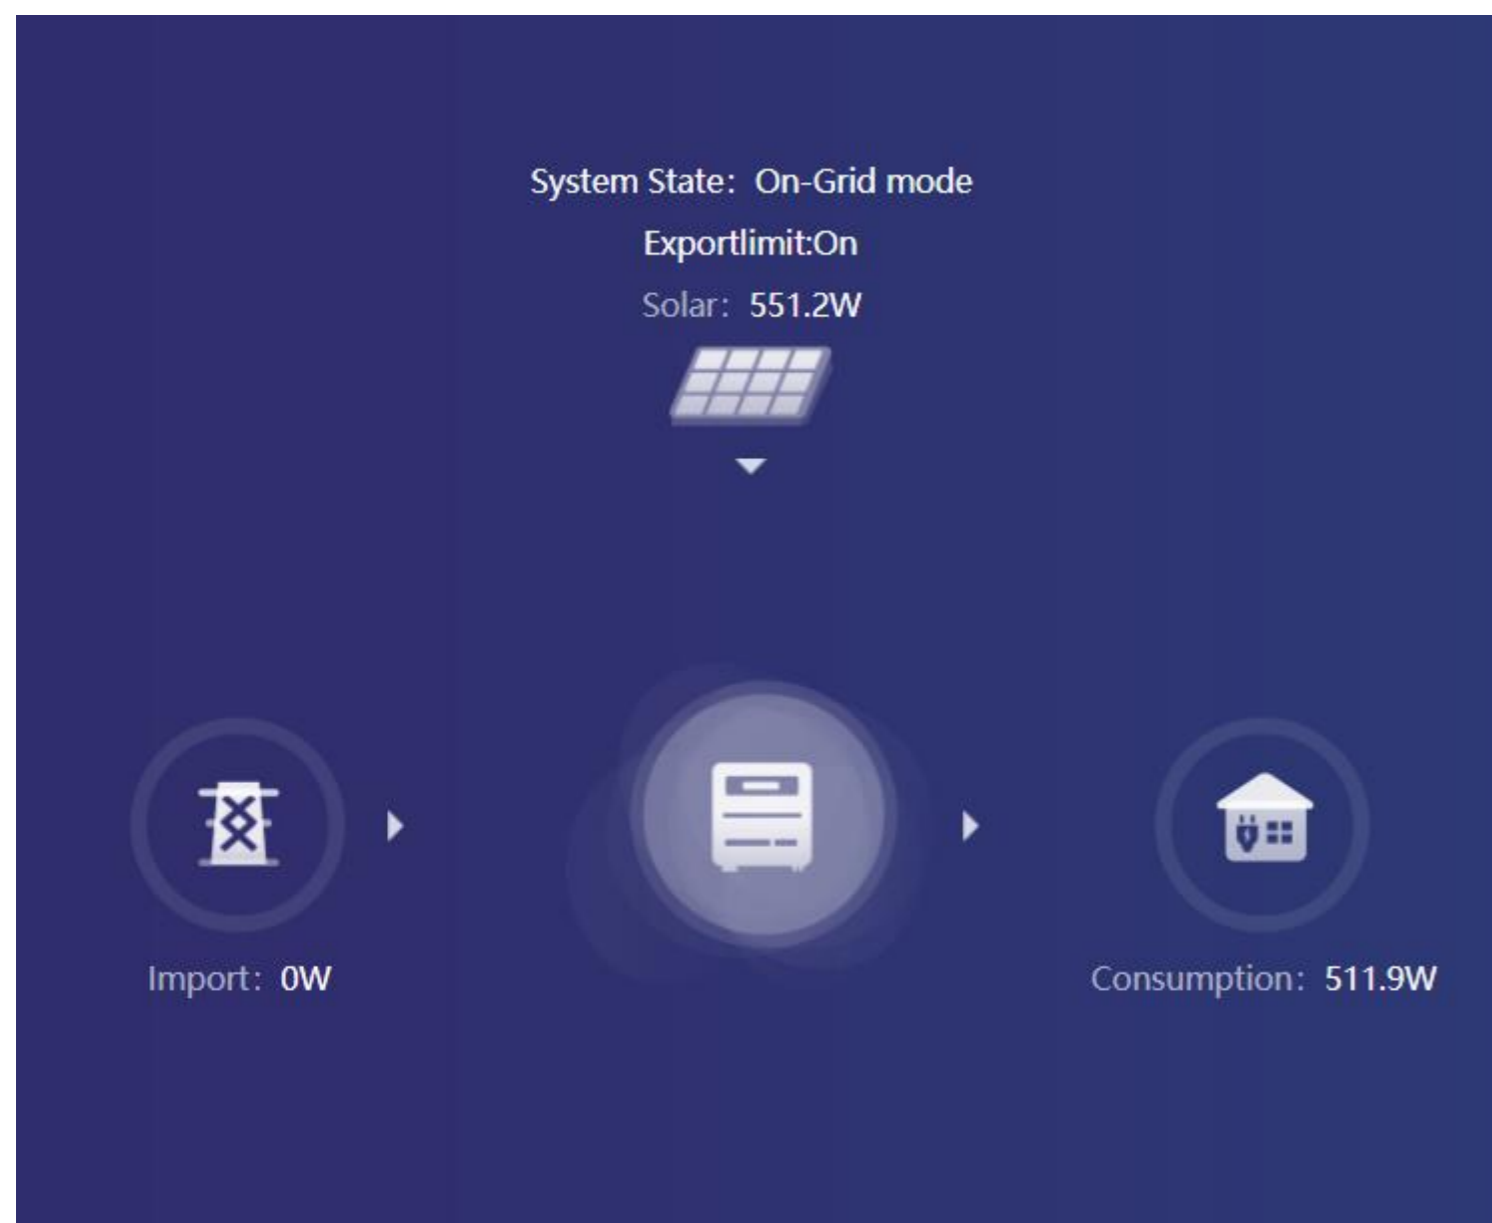 System State: On-Grid mode
Exportlimit:On
Solar: 551.2W
Import: 0W
Consumption: 511.9W